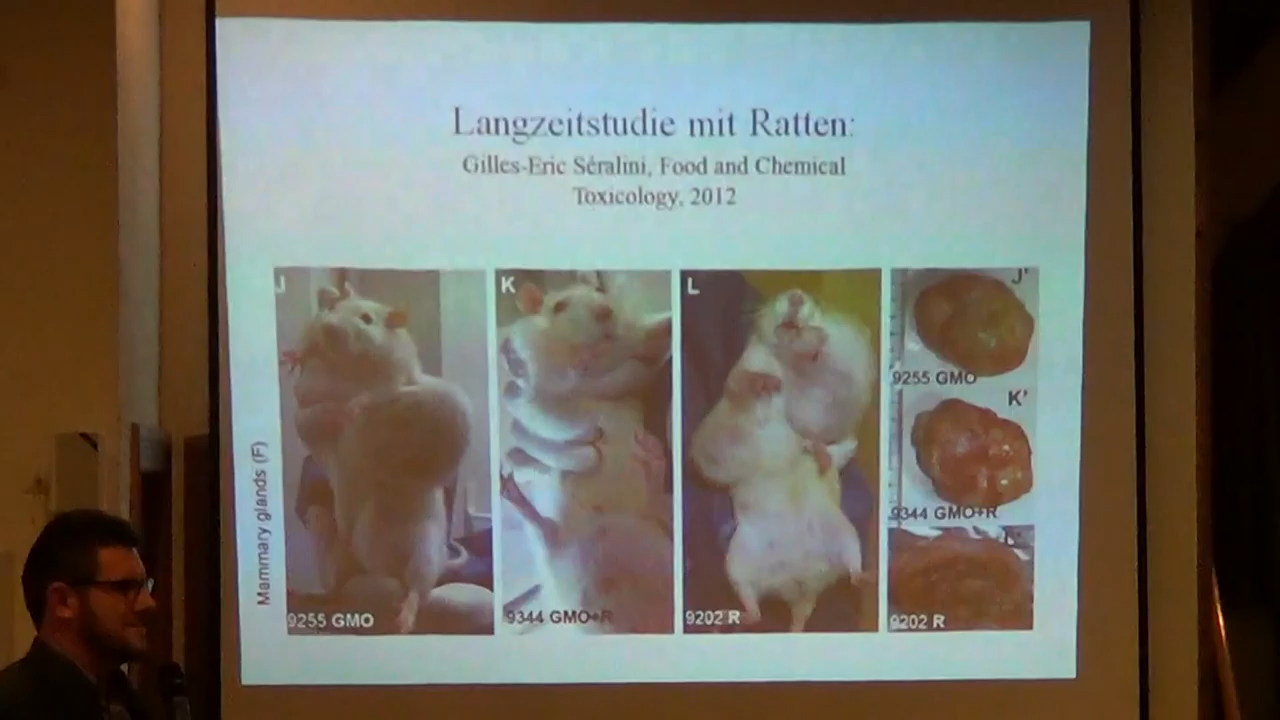 Langzeitstudie mit Ratten:
Gilles-Eric Séralini, Food and Chemical
Toxicology, 2012
Mammary glands (F)
J
9255 GMO
K
9344 GMO+R
L
9202 R
J'
9255 GMO
K'
9344 GMO+R
L'
9202 R